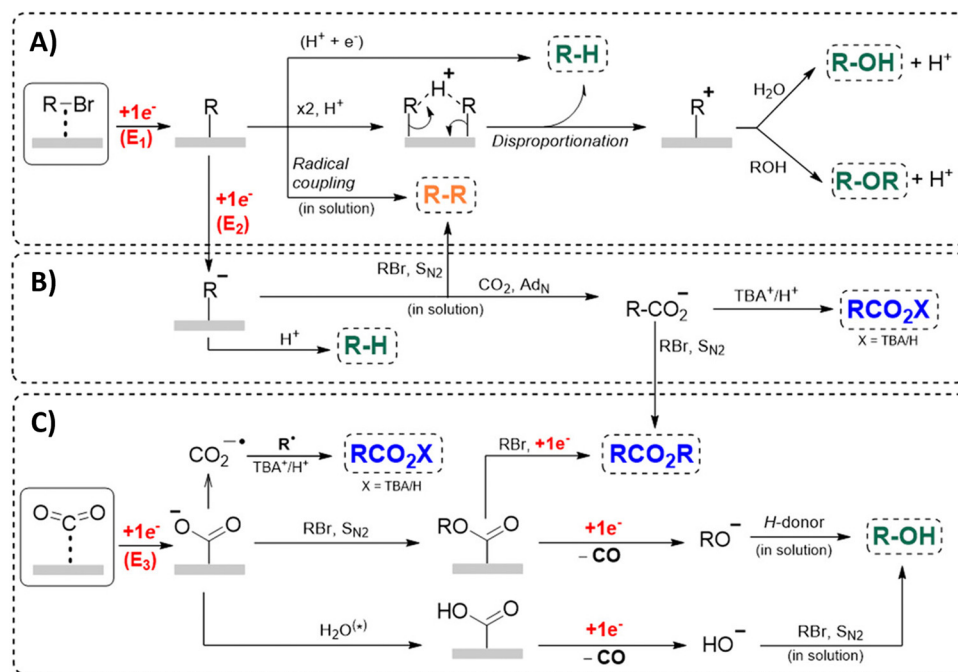 A)
R–Br
+1e⁻
(E₁)
R
(H⁺ + e⁻)
R-H
x2, H⁺
H⁺
R R
Disproportionation
R⁺
H₂O
R-OH + H⁺
ROH
R-OR + H⁺
Radical
coupling
(in solution)
R-R
+1e⁻
(E₂)
B)
R⁻
RBr, S_N2
CO₂, Ad_N
(in solution)
R-CO₂⁻
TBA⁺/H⁺
RCO₂X
X = TBA/H
H⁺
R-H
RBr, S_N2
C)
CO₂⁻•
R•
TBA⁺/H⁺
RCO₂X
X = TBA/H
RBr, +1e⁻
RCO₂R
O=C=O
+1e⁻
(E₃)
⁻O O
RBr, S_N2
RO O
+1e⁻
– CO
RO⁻
H-donor
(in solution)
R-OH
H₂O(*)
HO O
+1e⁻
– CO
HO⁻
RBr, S_N2
(in solution)